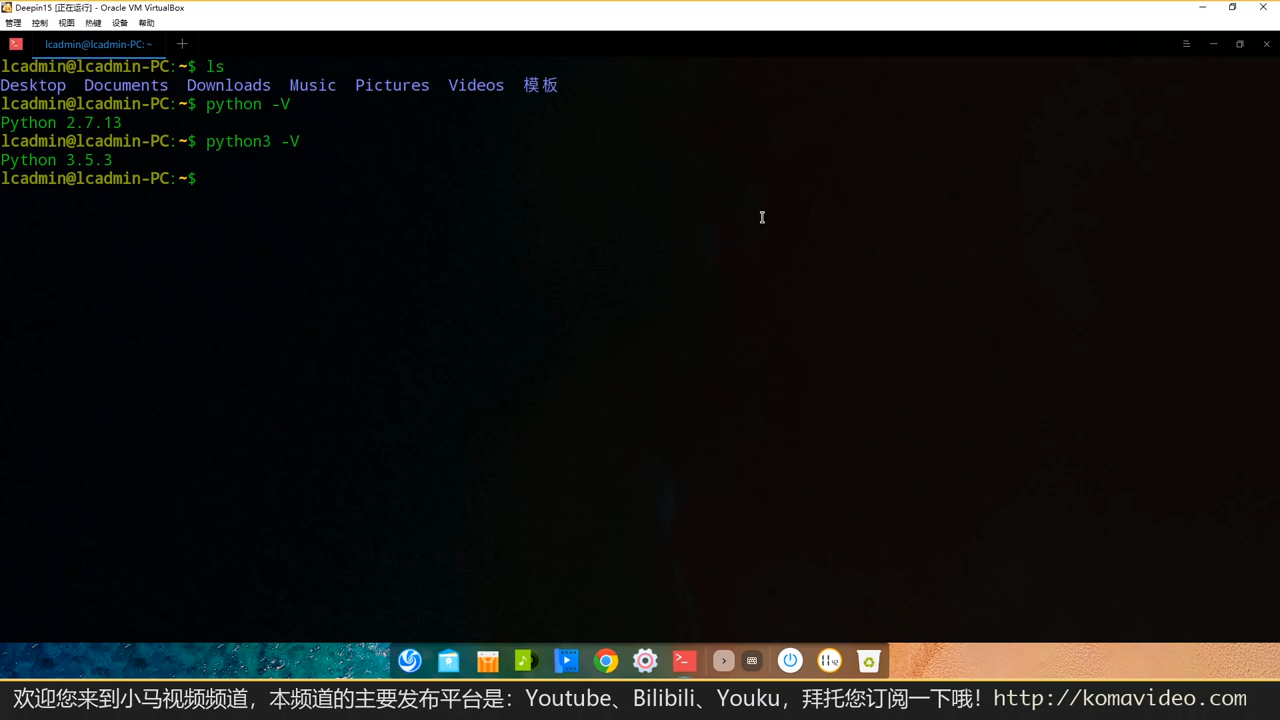 Deepin15 [正在运行] - Oracle VM VirtualBox
管理 控制 视图 热键 设备 帮助
lcadmin@lcadmin-PC: ~
lcadmin@lcadmin-PC:~$ ls
Desktop Documents Downloads Music Pictures Videos 模板
lcadmin@lcadmin-PC:~$ python -V
Python 2.7.13
lcadmin@lcadmin-PC:~$ python3 -V
Python 3.5.3
lcadmin@lcadmin-PC:~$
欢迎您来到小马视频频道，本频道的主要发布平台是：Youtube、Bilibili、Youku，拜托您订阅一下哦！http://komavideo.com